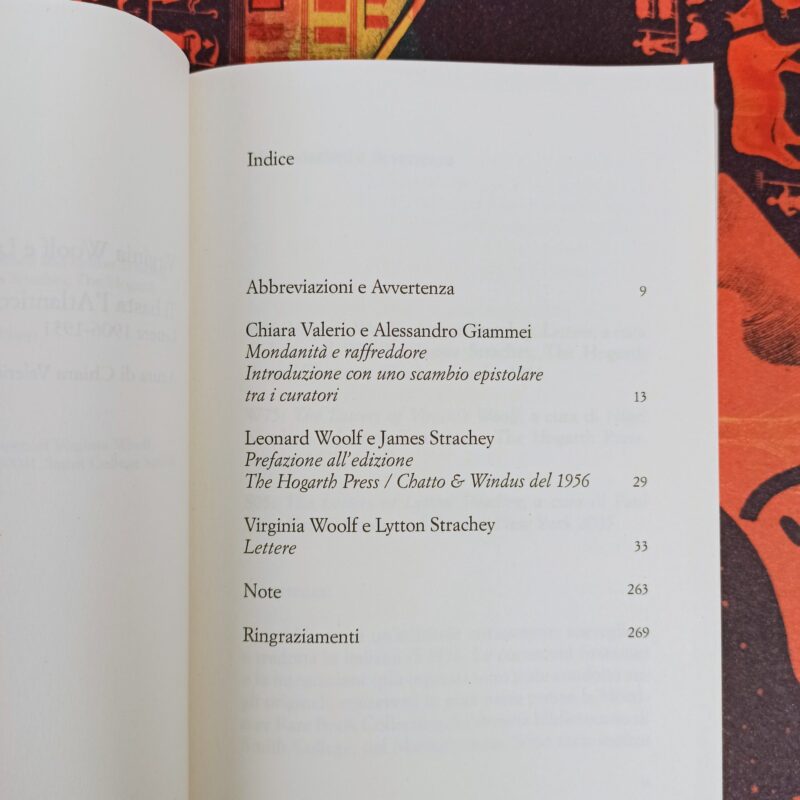 Indice
Abbreviazioni e Avvertenza 9
Chiara Valerio e Alessandro Giammei
Mondanità e raffreddore
Introduzione con uno scambio epistolare
tra i curatori 13
Leonard Woolf e James Strachey
Prefazione all'edizione
The Hogarth Press / Chatto & Windus del 1956 29
Virginia Woolf e Lytton Strachey
Lettere 33
Note 263
Ringraziamenti 269